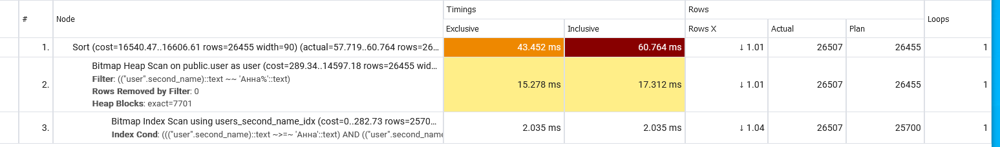 # Node Timings Rows Loops
Exclusive Inclusive Rows X Actual Plan
1. Sort (cost=16540.47..16606.61 rows=26455 width=90) (actual=57.719..60.764 rows=26... 43.452 ms 60.764 ms ↓ 1.01 26507 26455 1
Bitmap Heap Scan on public.user as user (cost=289.34..14597.18 rows=26455 wid...
Filter: (("user".second_name)::text ~~ 'Анна%'::text)
2. 15.278 ms 17.312 ms ↓ 1.01 26507 26455 1
Rows Removed by Filter: 0
Heap Blocks: exact=7701
Bitmap Index Scan using users_second_name_idx (cost=0..282.73 rows=2570...
3. 2.035 ms 2.035 ms ↓ 1.04 26507 25700 1
Index Cond: ((("user".second_name)::text ~>=~ 'Анна'::text) AND (("user".second_name